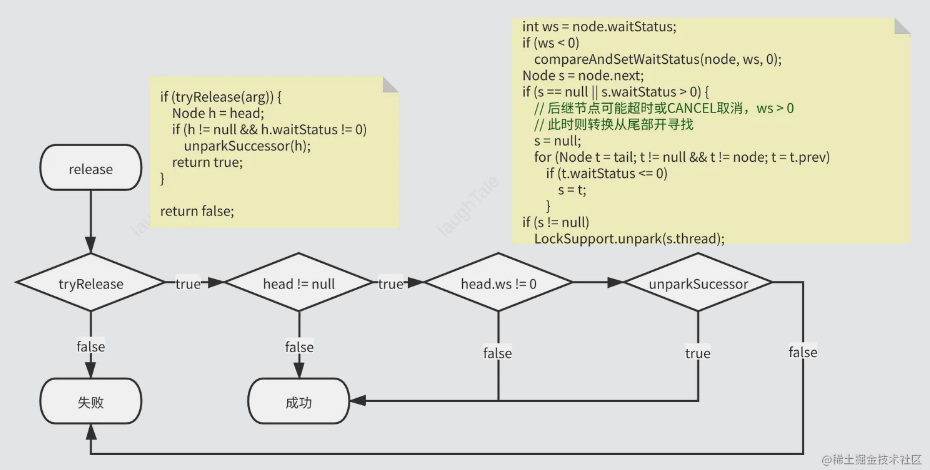 int ws = node.waitStatus;
if (ws < 0)
compareAndSetWaitStatus(node, ws, 0);
Node s = node.next;
if (s == null || s.waitStatus > 0) {
// 后继节点可能超时或CANCEL取消，ws > 0
// 此时则转换从尾部开寻找
s = null;
for (Node t = tail; t != null && t != node; t = t.prev)
if (t.waitStatus <= 0)
s = t;
}
if (s != null)
LockSupport.unpark(s.thread);
if (tryRelease(arg)) {
Node h = head;
if (h != null && h.waitStatus != 0)
unparkSuccessor(h);
return true;
}
return false;
release
laughTale
tryRelease
true
head != null
true
head.ws != 0
unparkSucessor
false
false
false
true
false
失败
成功
@稀土掘金技术社区